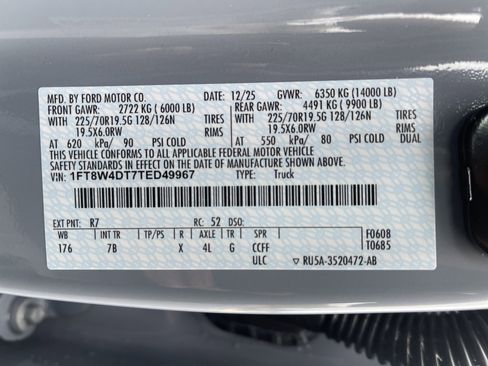 MFD. BY FORD MOTOR CO. 12/25 GVWR: 6350 KG (14000 LB)
FRONT GAWR: 2722 KG (6000 LB) REAR GAWR: 4491 KG (9900 LB)
WITH 225/70R19.5G 128/126N TIRES WITH 225/70R19.5G 128/126N TIRES
19.5X6.0RW RIMS 19.5X6.0RW RIMS
AT 620 kPa/ 90 PSI COLD AT 550 kPa/ 80 PSI COLD DUAL
THIS VEHICLE CONFORMS TO ALL APPLICABLE FEDERAL MOTOR VEHICLE
SAFETY STANDARDS IN EFFECT ON THE DATE OF MANUFACTURE SHOWN ABOVE.
VIN: 1FT8W4DT7TED49967 TYPE: Truck
EXT PNT: R7 RC: 52 DSO:
WB INT TR TP/PS R AXLE TR SPR F0608
176 7B X 4L G CCFF T0685
ULC ▽ RU5A-3520472-AB